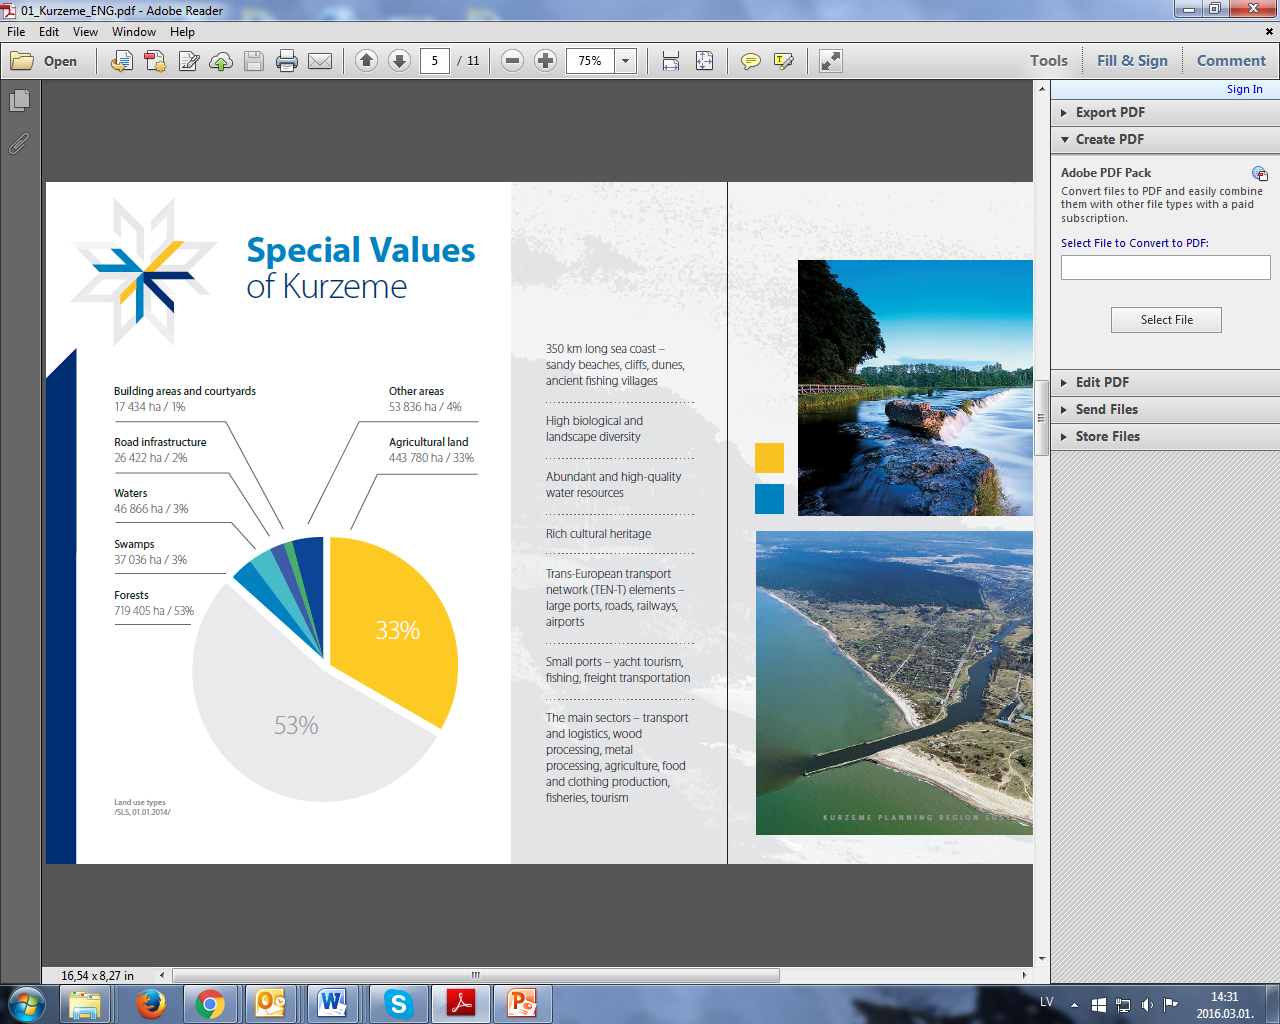 01_Kurzeme_ENG.pdf - Adobe Reader
File Edit View Window Help
Open
5 / 11
75%
Tools Fill & Sign Comment
Sign In
Export PDF
Create PDF
Adobe PDF Pack
Convert files to PDF and easily combine
them with other file types with a paid
subscription.
Select File to Convert to PDF:
Select File
Edit PDF
Send Files
Store Files
Special Values
of Kurzeme
Building areas and courtyards
17 434 ha / 1%
Road infrastructure
26 422 ha / 2%
Waters
46 866 ha / 3%
Swamps
37 036 ha / 3%
Forests
719 405 ha / 53%
Other areas
53 836 ha / 4%
Agricultural land
443 780 ha / 33%
33%
53%
Land use types
/SLS, 01.01.2014/
350 km long sea coast –
sandy beaches, cliffs, dunes,
ancient fishing villages
High biological and
landscape diversity
Abundant and high-quality
water resources
Rich cultural heritage
Trans-European transport
network (TEN-T) elements –
large ports, roads, railways,
airports
Small ports – yacht tourism,
fishing, freight transportation
The main sectors – transport
and logistics, wood
processing, metal
processing, agriculture, food
and clothing production,
fisheries, tourism
KURZEME PLANNING REGION
16,54 x 8,27 in
LV
14:31
2016.03.01.